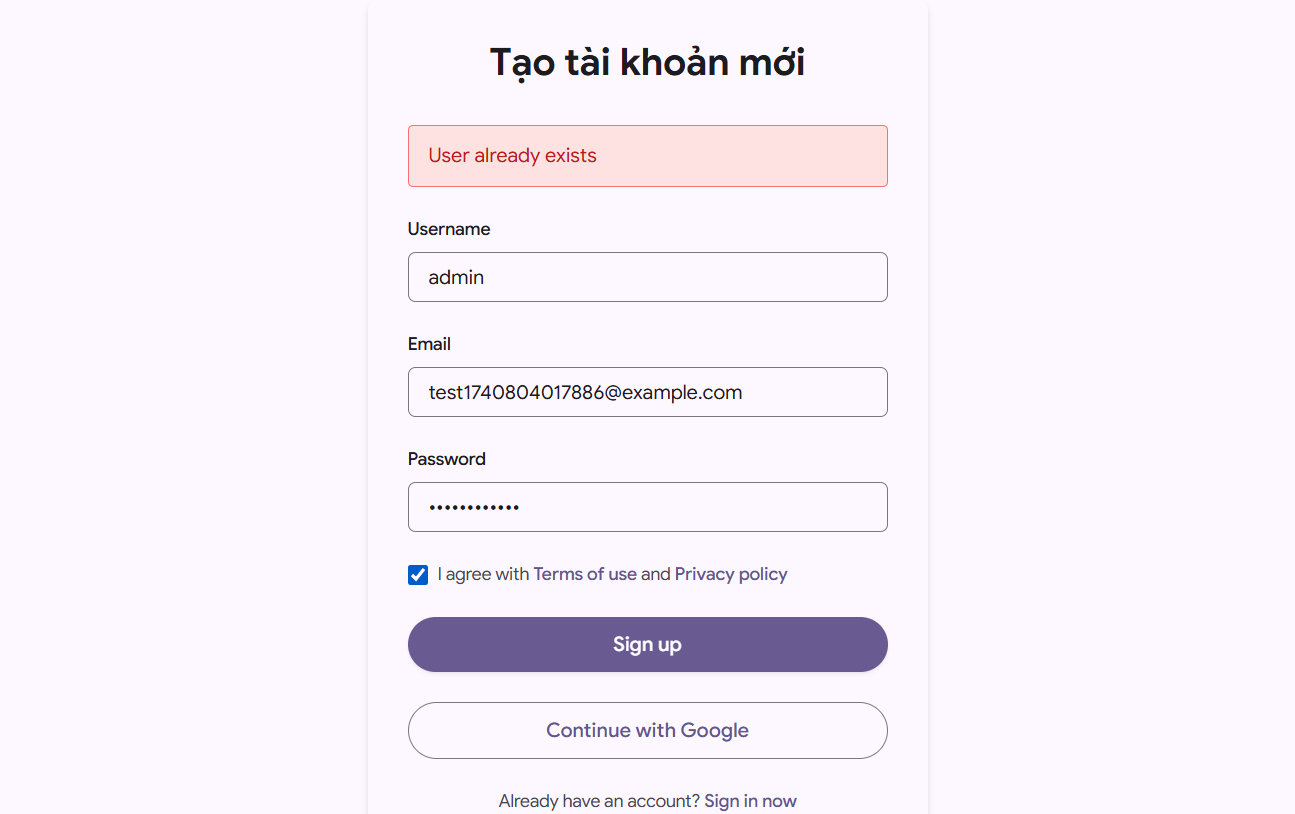 Tạo tài khoản mới
User already exists
Username
admin
Email
test1740804017886@example.com
Password
••••••••••••
I agree with Terms of use and Privacy policy
Sign up
Continue with Google
Already have an account? Sign in now